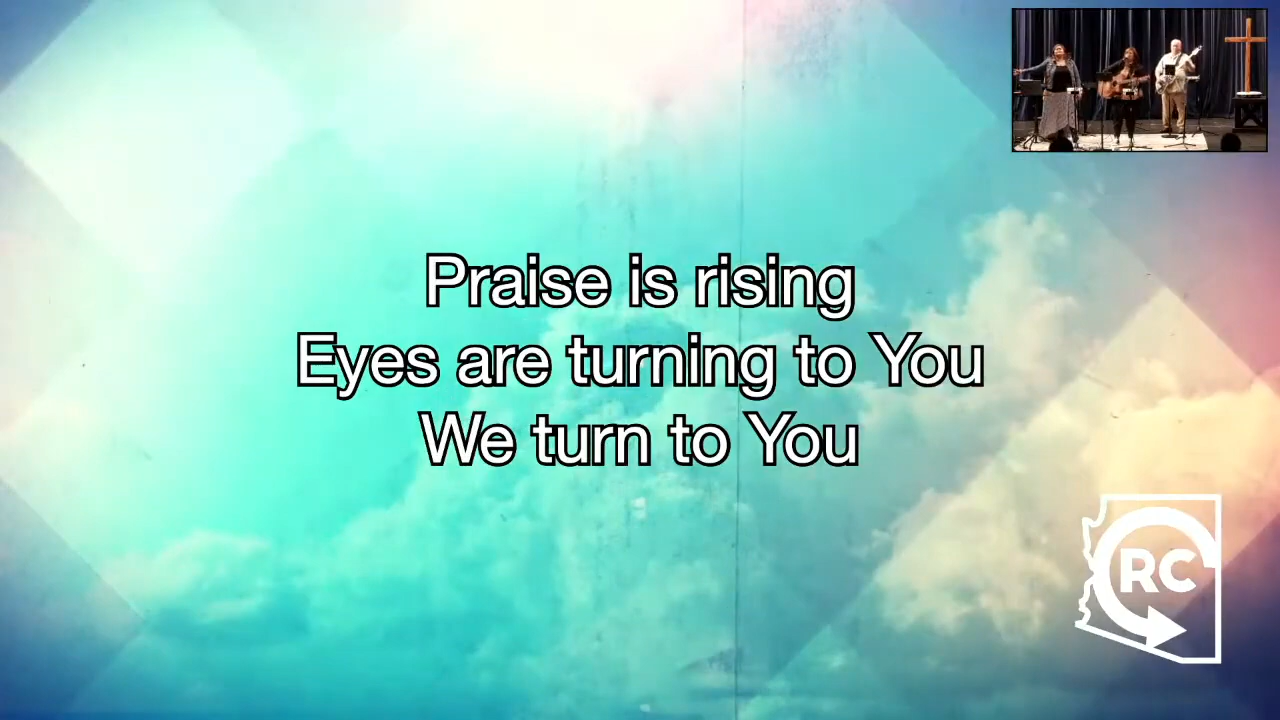 Praise is rising
Eyes are turning to You
We turn to You
RC